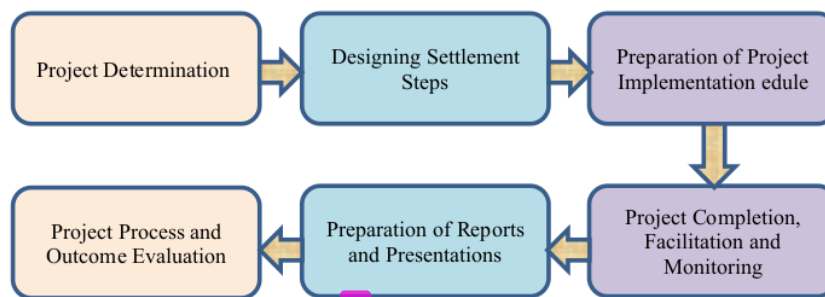 Project Determination
Designing Settlement
Steps
Preparation of Project
Implementation edule
Project Completion,
Facilitation and
Monitoring
Preparation of Reports
and Presentations
Project Process and
Outcome Evaluation